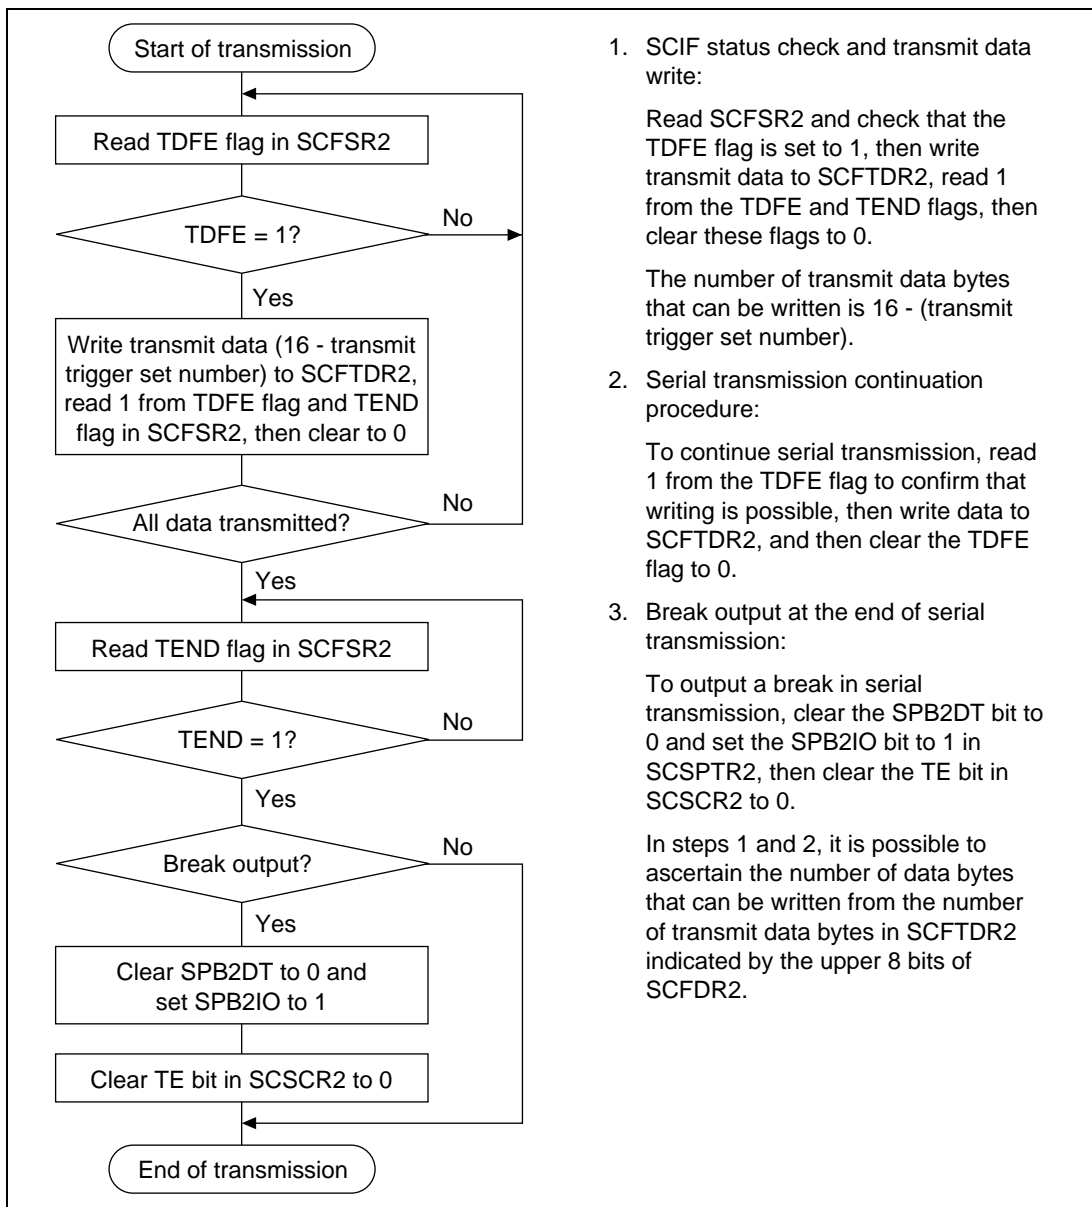 Start of transmission
Read TDFE flag in SCFSR2
TDFE = 1?
No
Yes
Write transmit data (16 - transmit
trigger set number) to SCFTDR2,
read 1 from TDFE flag and TEND
flag in SCFSR2, then clear to 0
All data transmitted?
No
Yes
Read TEND flag in SCFSR2
TEND = 1?
No
Yes
Break output?
No
Yes
Clear SPB2DT to 0 and
set SPB2IO to 1
Clear TE bit in SCSCR2 to 0
End of transmission
1. SCIF status check and transmit data
write:
Read SCFSR2 and check that the
TDFE flag is set to 1, then write
transmit data to SCFTDR2, read 1
from the TDFE and TEND flags, then
clear these flags to 0.
The number of transmit data bytes
that can be written is 16 - (transmit
trigger set number).
2. Serial transmission continuation
procedure:
To continue serial transmission, read
1 from the TDFE flag to confirm that
writing is possible, then write data to
SCFTDR2, and then clear the TDFE
flag to 0.
3. Break output at the end of serial
transmission:
To output a break in serial
transmission, clear the SPB2DT bit to
0 and set the SPB2IO bit to 1 in
SCSPTR2, then clear the TE bit in
SCSCR2 to 0.
In steps 1 and 2, it is possible to
ascertain the number of data bytes
that can be written from the number
of transmit data bytes in SCFTDR2
indicated by the upper 8 bits of
SCFDR2.